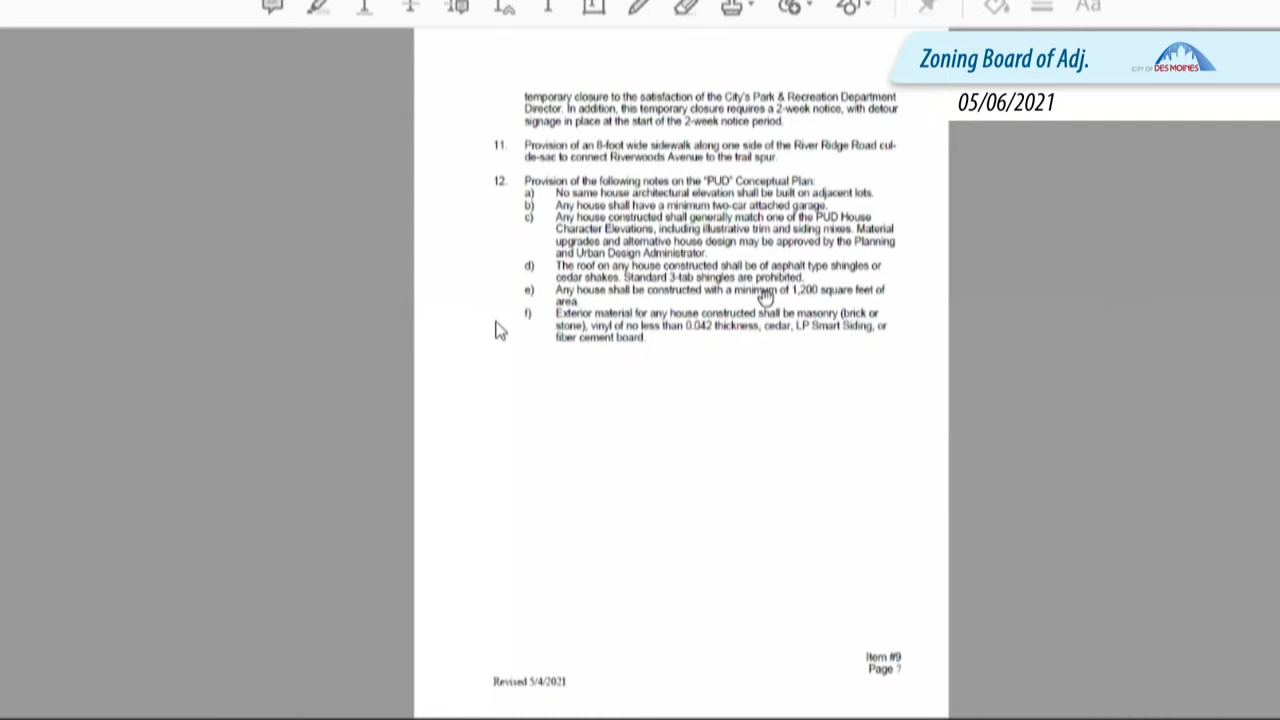 Zoning Board of Adj.
CITY OF DES MOINES
05/06/2021
temporary closure to the satisfaction of the City's Park & Recreation Department
Director. In addition, this temporary closure requires a 2-week notice, with detour
signage in place at the start of the 2-week notice period.
11. Provision of an 8-foot wide sidewalk along one side of the River Ridge Road cul-
de-sac to connect Riverwoods Avenue to the trail spur.
12. Provision of the following notes on the "PUD" Conceptual Plan:
a) No same house architectural elevation shall be built on adjacent lots.
b) Any house shall have a minimum two-car attached garage.
c) Any house constructed shall generally match one of the PUD House
Character Elevations, including illustrative trim and siding mixes. Material
upgrades and alternative house design may be approved by the Planning
and Urban Design Administrator.
d) The roof on any house constructed shall be of asphalt type shingles or
cedar shakes. Standard 3-tab shingles are prohibited.
e) Any house shall be constructed with a minimum of 1,200 square feet of
area.
f) Exterior material for any house constructed shall be masonry (brick or
stone), vinyl of no less than 0.042 thickness, cedar, LP Smart Siding, or
fiber cement board.
Item #9
Page 7
Revised 5/4/2021
Aa